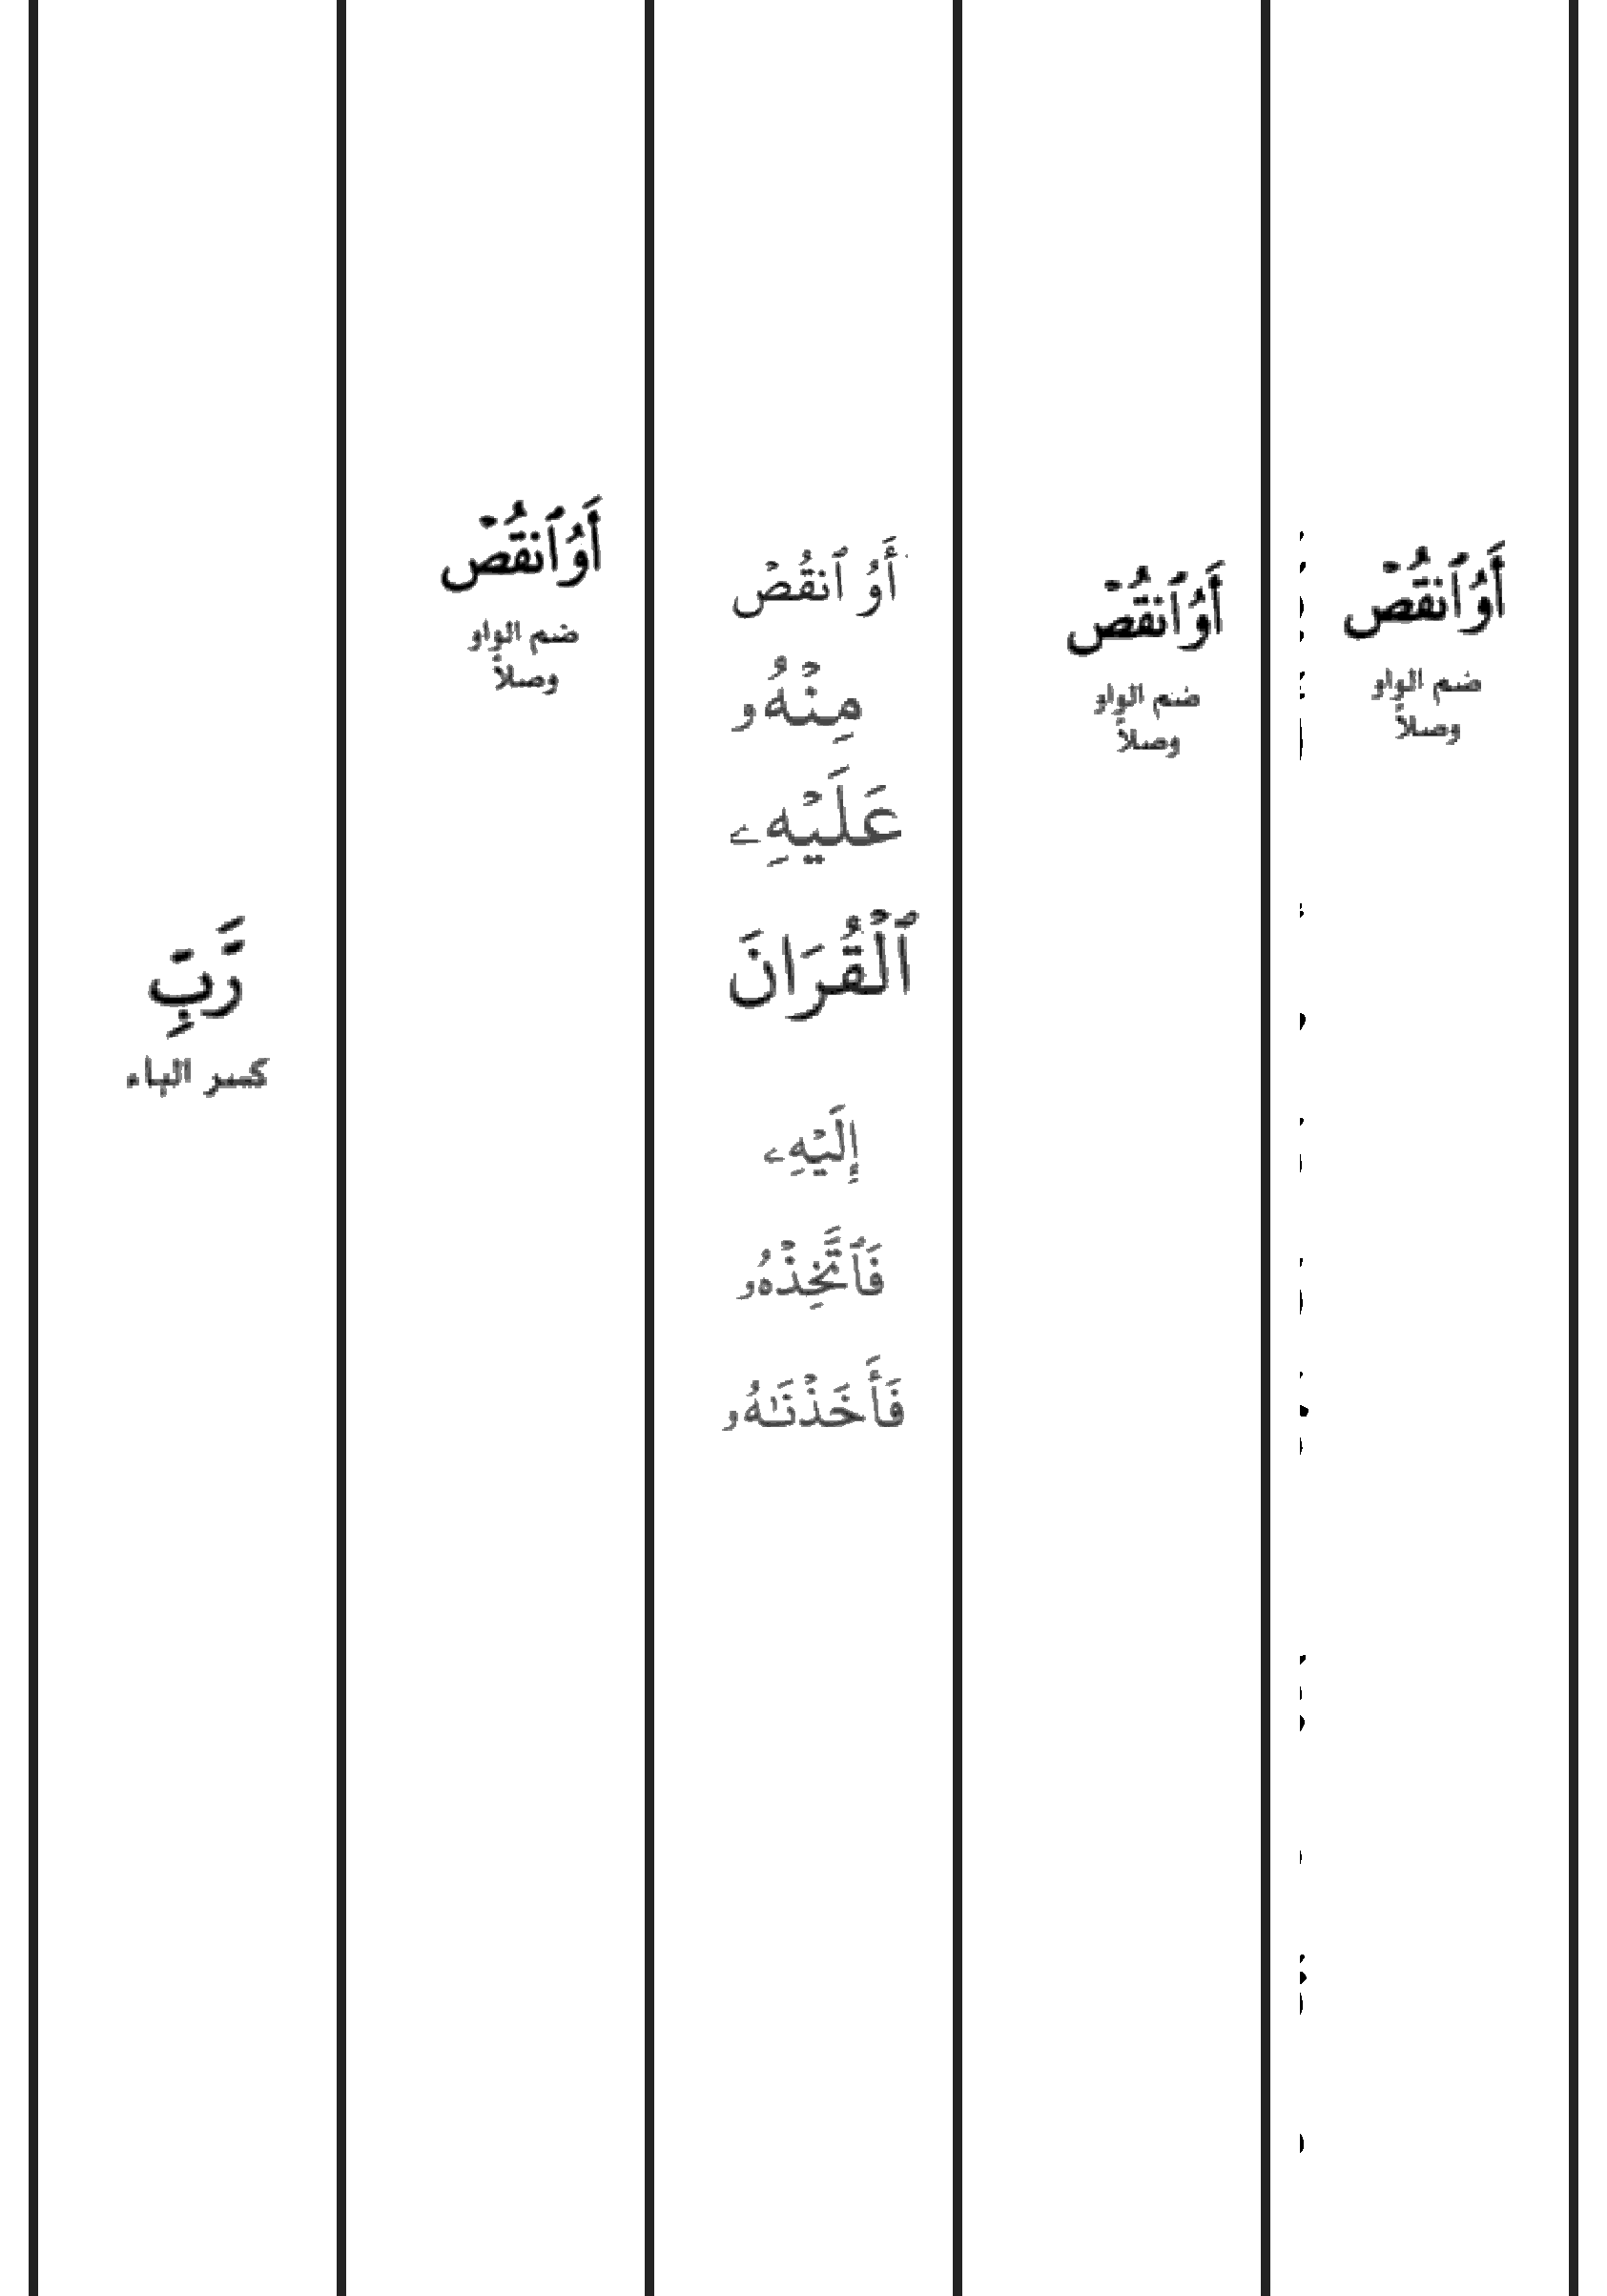 أَوُ ٱنقُصۡ
ضم الواو
وصلاً
أَوُ ٱنقُصۡ
ضم الواو
وصلاً
أَوُ ٱنقُصۡ
مِنۡهُۥ
عَلَيۡهِۦ
ٱلۡقُرَانَ
إِلَيۡهِۦ
فَٱتَّخِذۡهُۥ
فَأَخَذۡنَٰهُۥ
أَوُ ٱنقُصۡ
ضم الواو
وصلاً
رَّبِّ
كسر الباء